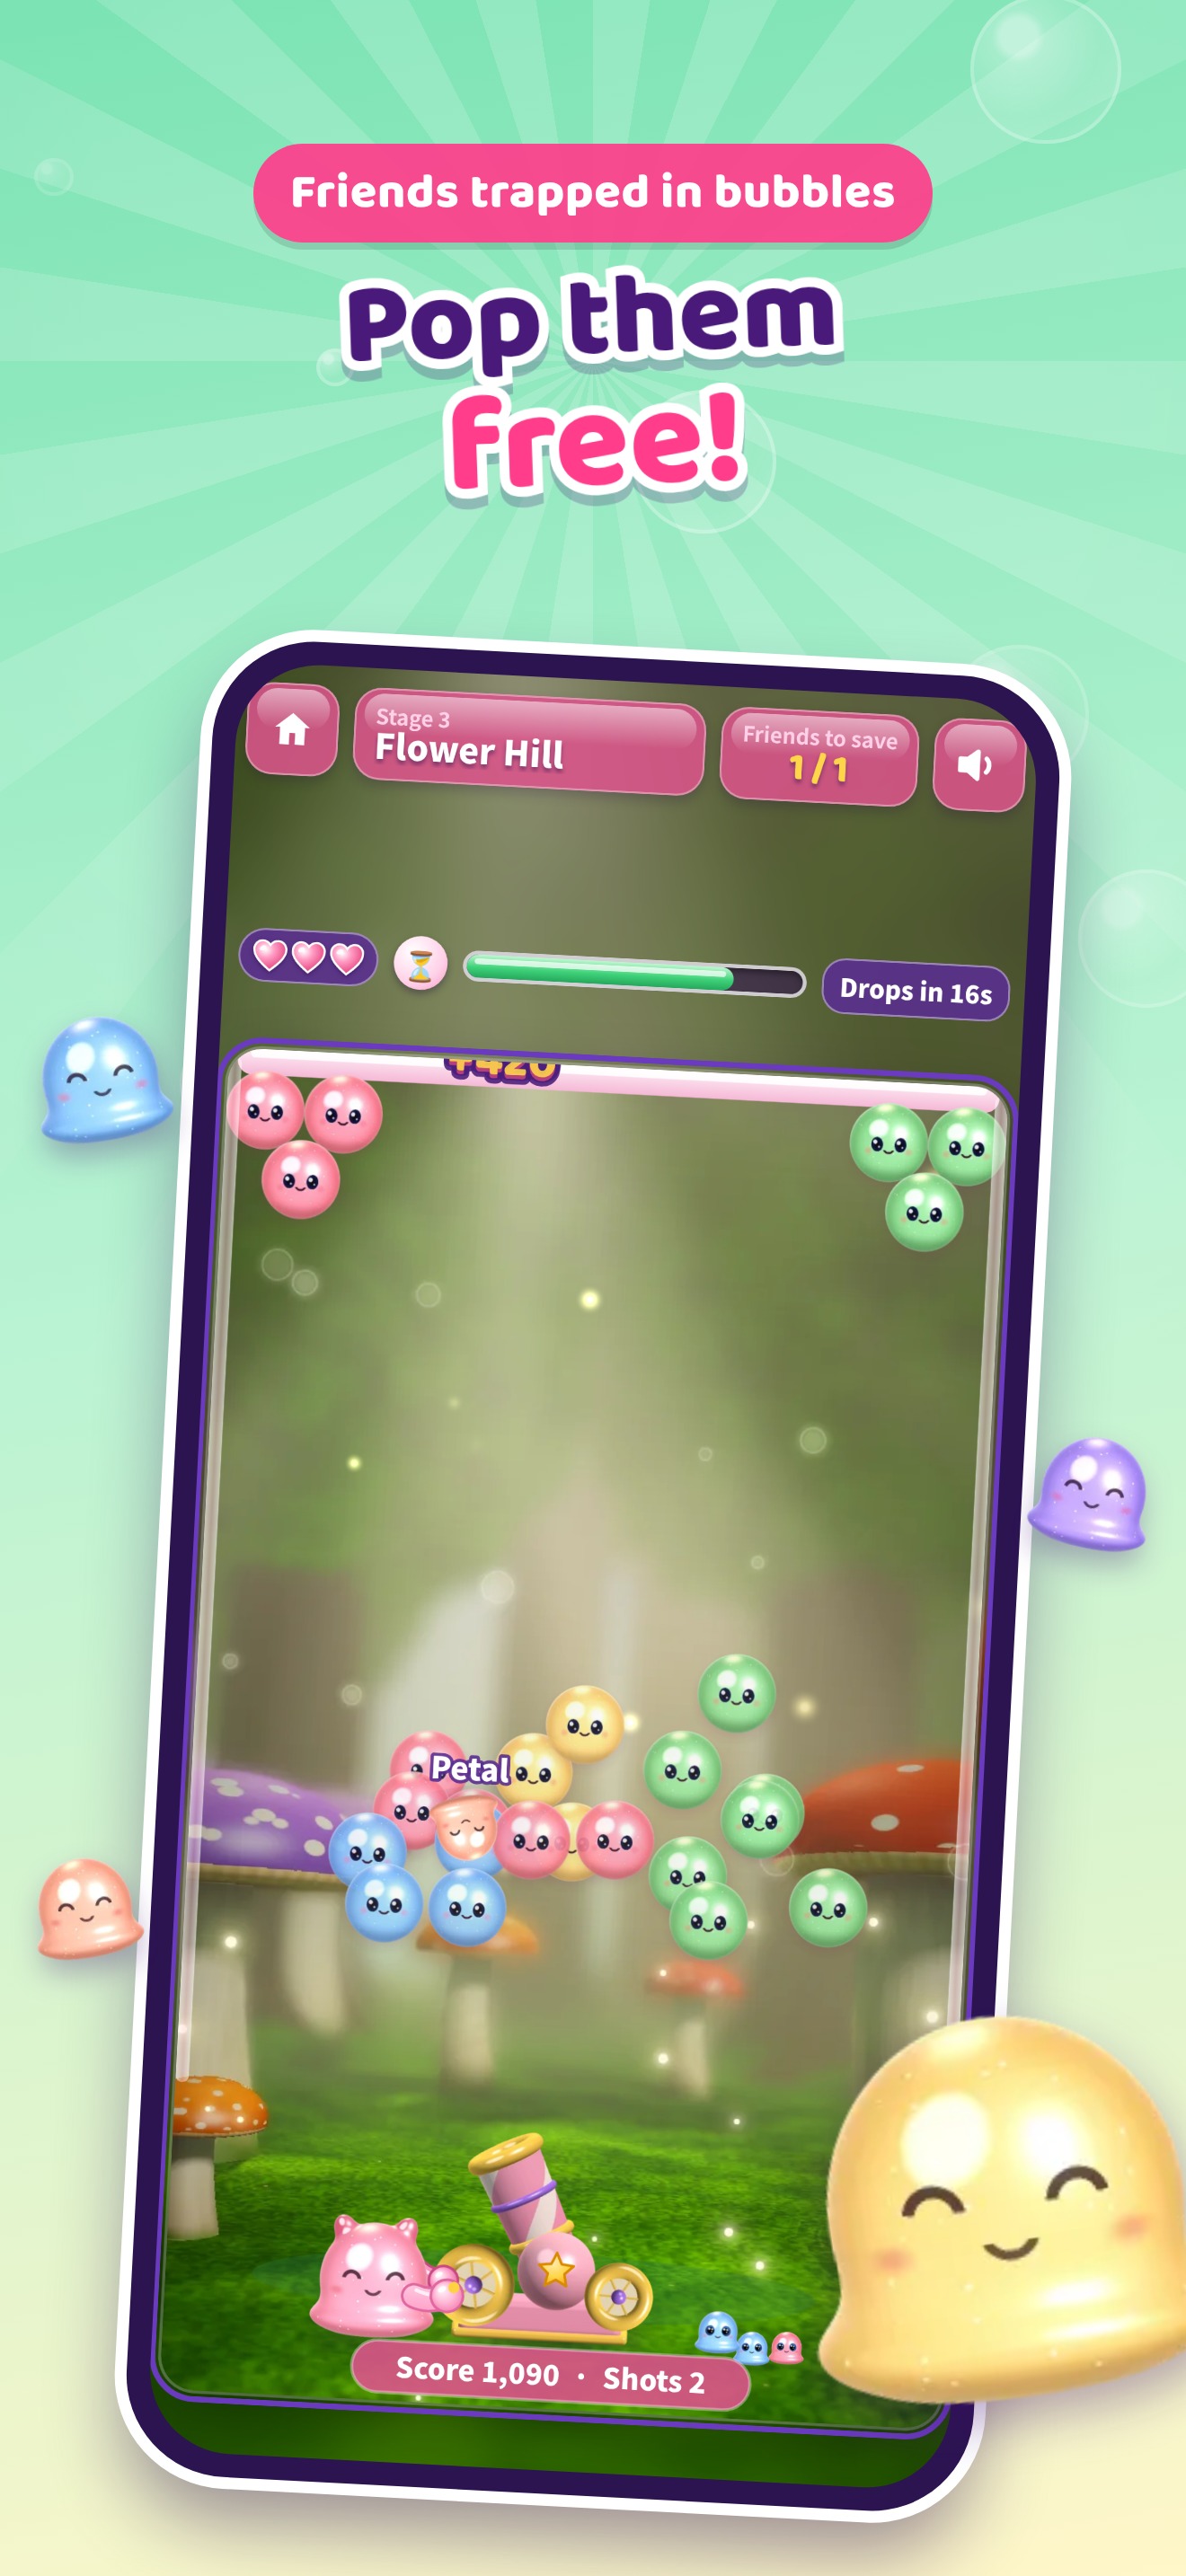 Friends trapped in bubbles
Pop them
free!
Stage 3
Flower Hill
Friends to save
1/1
Drops in 16s
+420
Petal
Score 1,090 · Shots 2